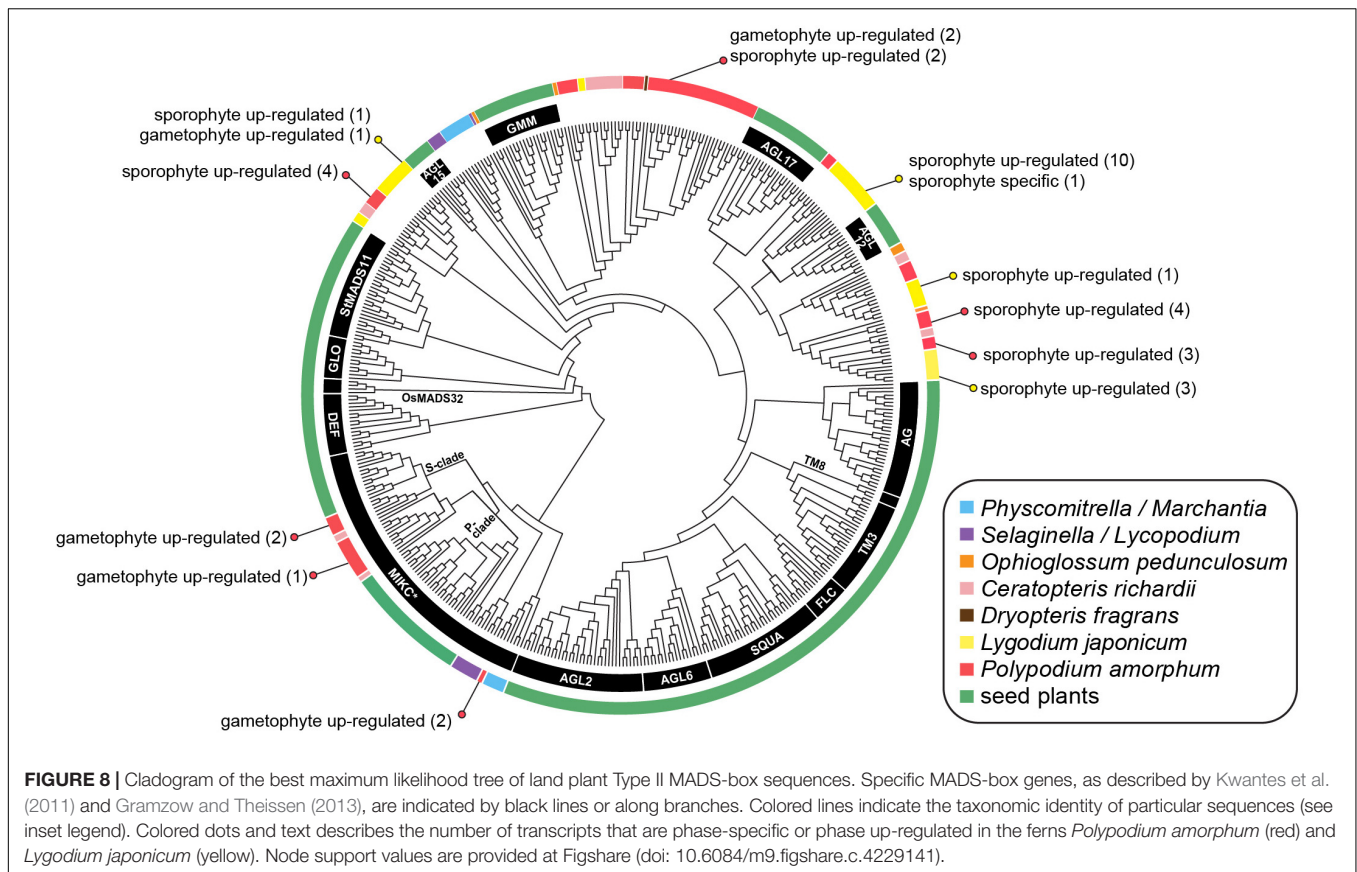 gametophyte up-regulated (2)
sporophyte up-regulated (2)
sporophyte up-regulated (1)
gametophyte up-regulated (1)
sporophyte up-regulated (4)
sporophyte up-regulated (10)
sporophyte specific (1)
sporophyte up-regulated (1)
sporophyte up-regulated (4)
sporophyte up-regulated (3)
sporophyte up-regulated (3)
gametophyte up-regulated (2)
gametophyte up-regulated (1)
gametophyte up-regulated (2)
GMM
AGL17
AGL
15
AGL
12
StMADS11
GLO
OsMADS32
DEF
S-clade
P-
clade
MIKC*
AGL2
AGL6
SQUA
FLC
TM3
TM8
AG
Physcomitrella / Marchantia
Selaginella / Lycopodium
Ophioglossum pedunculosum
Ceratopteris richardii
Dryopteris fragrans
Lygodium japonicum
Polypodium amorphum
seed plants
FIGURE 8 | Cladogram of the best maximum likelihood tree of land plant Type II MADS-box sequences. Specific MADS-box genes, as described by Kwantes et al.
(2011) and Gramzow and Theissen (2013), are indicated by black lines or along branches. Colored lines indicate the taxonomic identity of particular sequences (see
inset legend). Colored dots and text describes the number of transcripts that are phase-specific or phase up-regulated in the ferns Polypodium amorphum (red) and
Lygodium japonicum (yellow). Node support values are provided at Figshare (doi: 10.6084/m9.figshare.c.4229141).